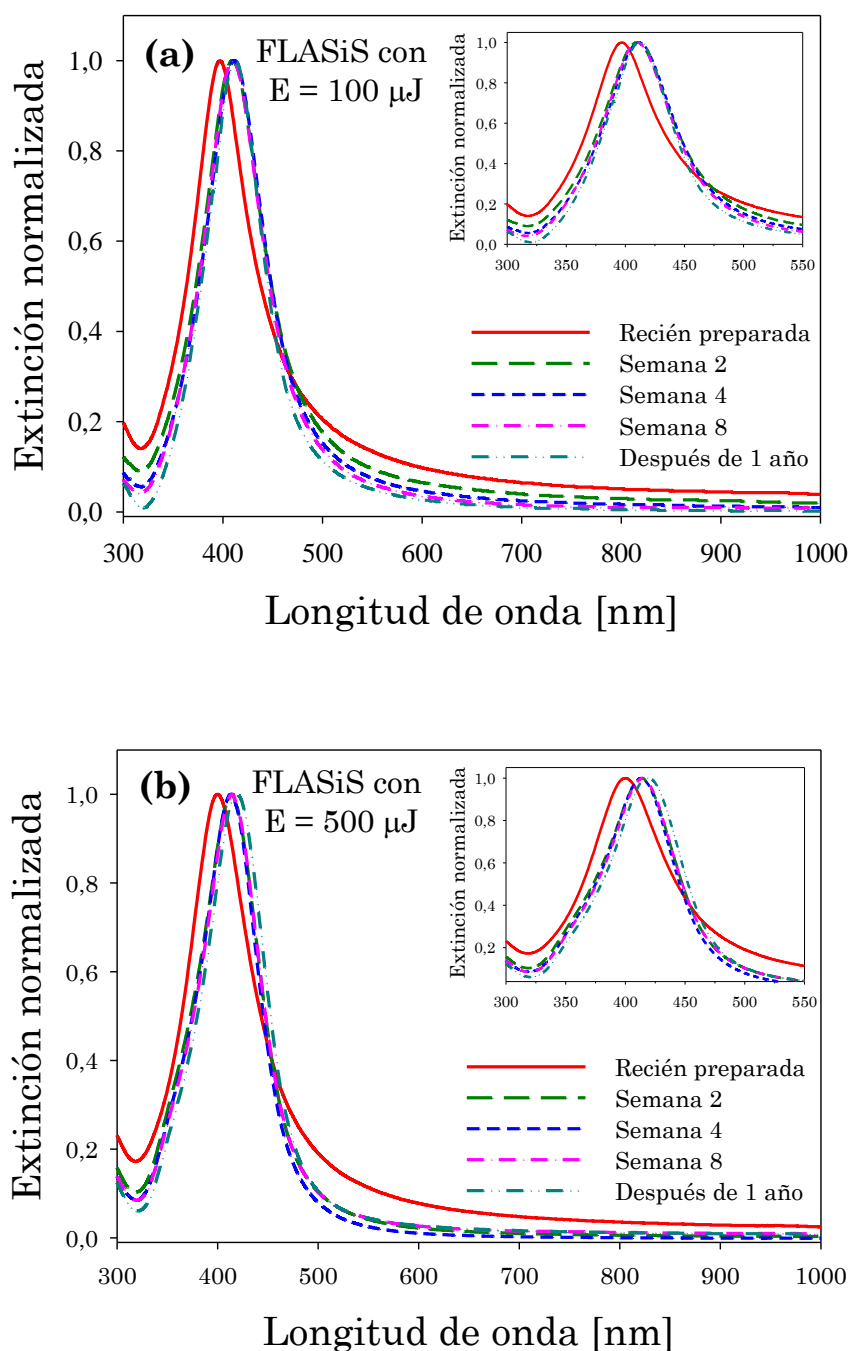 (a)
FLASiS con
E = 100 μJ
Extinción normalizada
1,0
0,8
0,6
0,4
0,2
0,0
300 400 500 600 700 800 900 1000
Longitud de onda [nm]
Extinción normalizada
1,0
0,8
0,6
0,4
0,2
0,0
300 350 400 450 500 550
Recién preparada
Semana 2
Semana 4
Semana 8
Después de 1 año
(b)
FLASiS con
E = 500 μJ
Extinción normalizada
1,0
0,8
0,6
0,4
0,2
0,0
300 400 500 600 700 800 900 1000
Longitud de onda [nm]
Extinción normalizada
1,0
0,8
0,6
0,4
0,2
300 350 400 450 500 550
Recién preparada
Semana 2
Semana 4
Semana 8
Después de 1 año